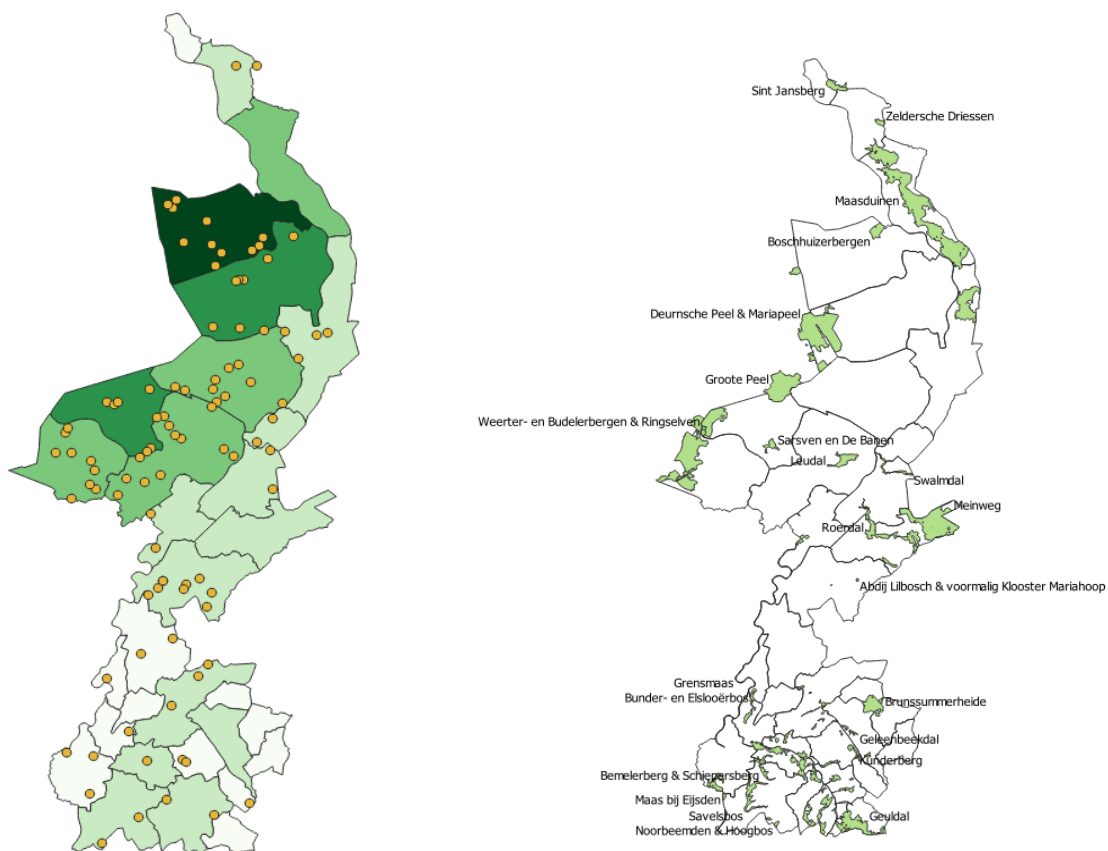 Sint Jansberg
Zeldersche Driessen
Maasduinen
Boschhuizerbergen
Deurnsche Peel & Mariapeel
Groote Peel
Weerter- en Budelerbergen & Ringselven
Sarsven en De Banen
Leudal
Swalmdal
Meinweg
Roerdal
Abdij Lilbosch & voormalig Klooster Mariahoop
Grensmaas
Bunder- en Elslooërbos
Brunssummerheide
Geleenbeekdal
Kunderberg
Bemelerberg & Schiepersberg
Maas bij Eijsden
Savelsbos
Geuldal
Noorbeemden & Hoogbos